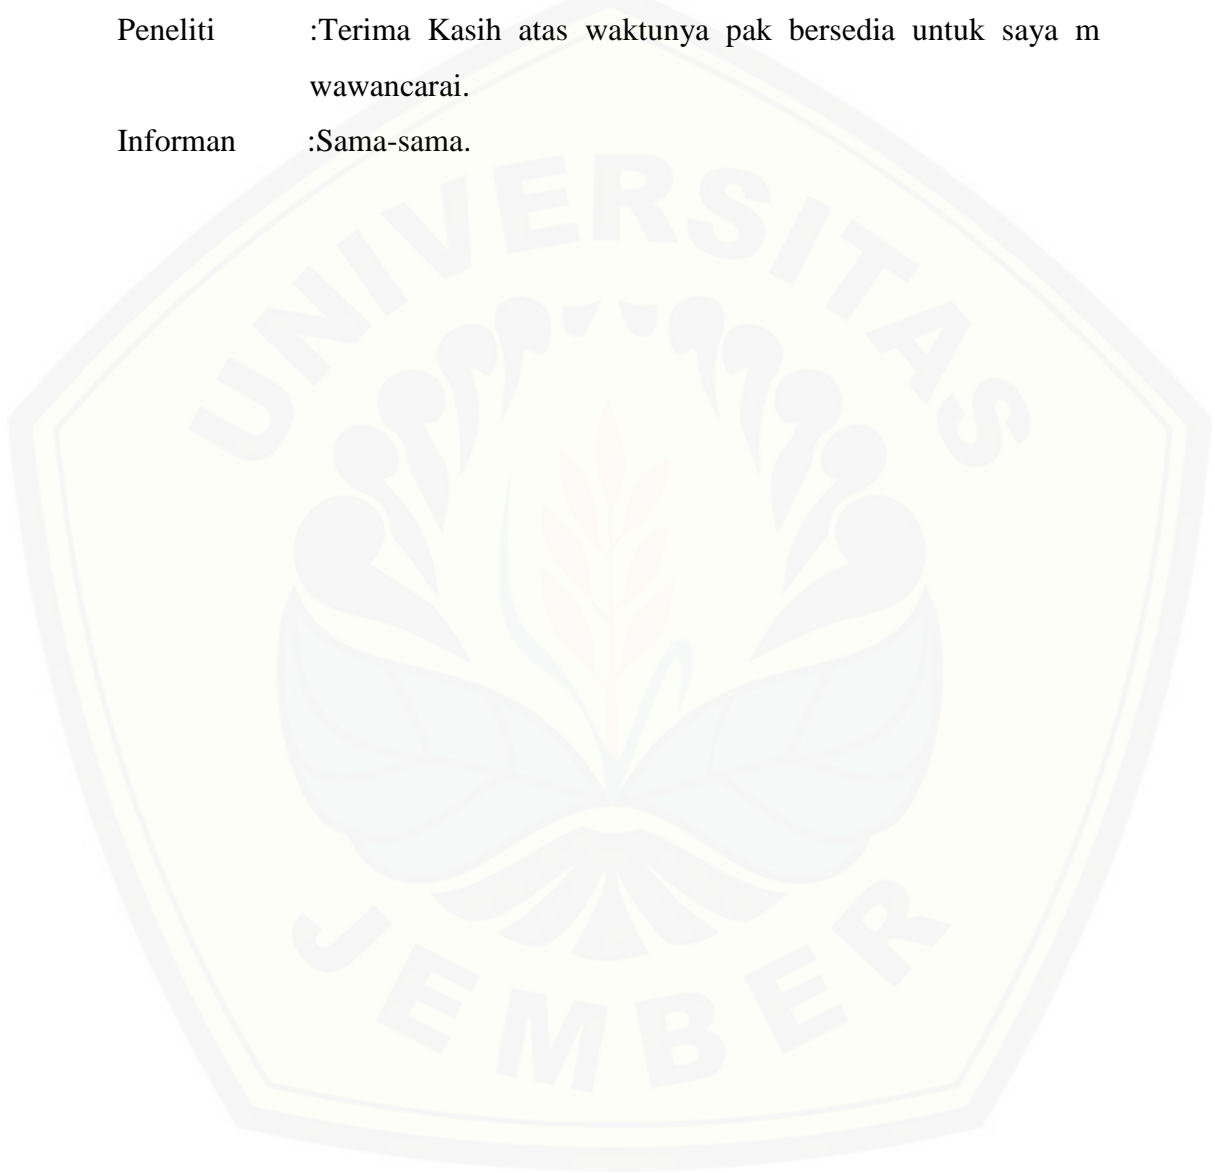 Peneliti :Terima Kasih atas waktunya pak bersedia untuk saya m
wawancarai.
Informan :Sama-sama.
UNIVERSITAS
JEMBER